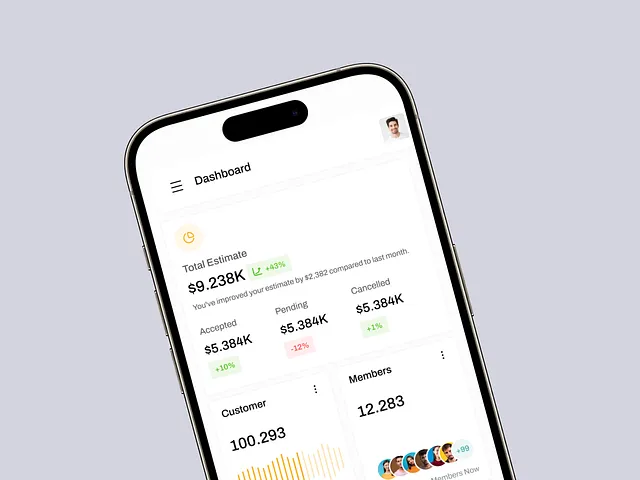 Dashboard
Total Estimate
$9.238K +43%
You've improved your estimate by $2,382 compared to last month.
Accepted
$5.384K
+10%
Pending
$5.384K
-12%
Cancelled
$5.384K
+1%
Customer
100.293
Members
12.283
+99
Members Now